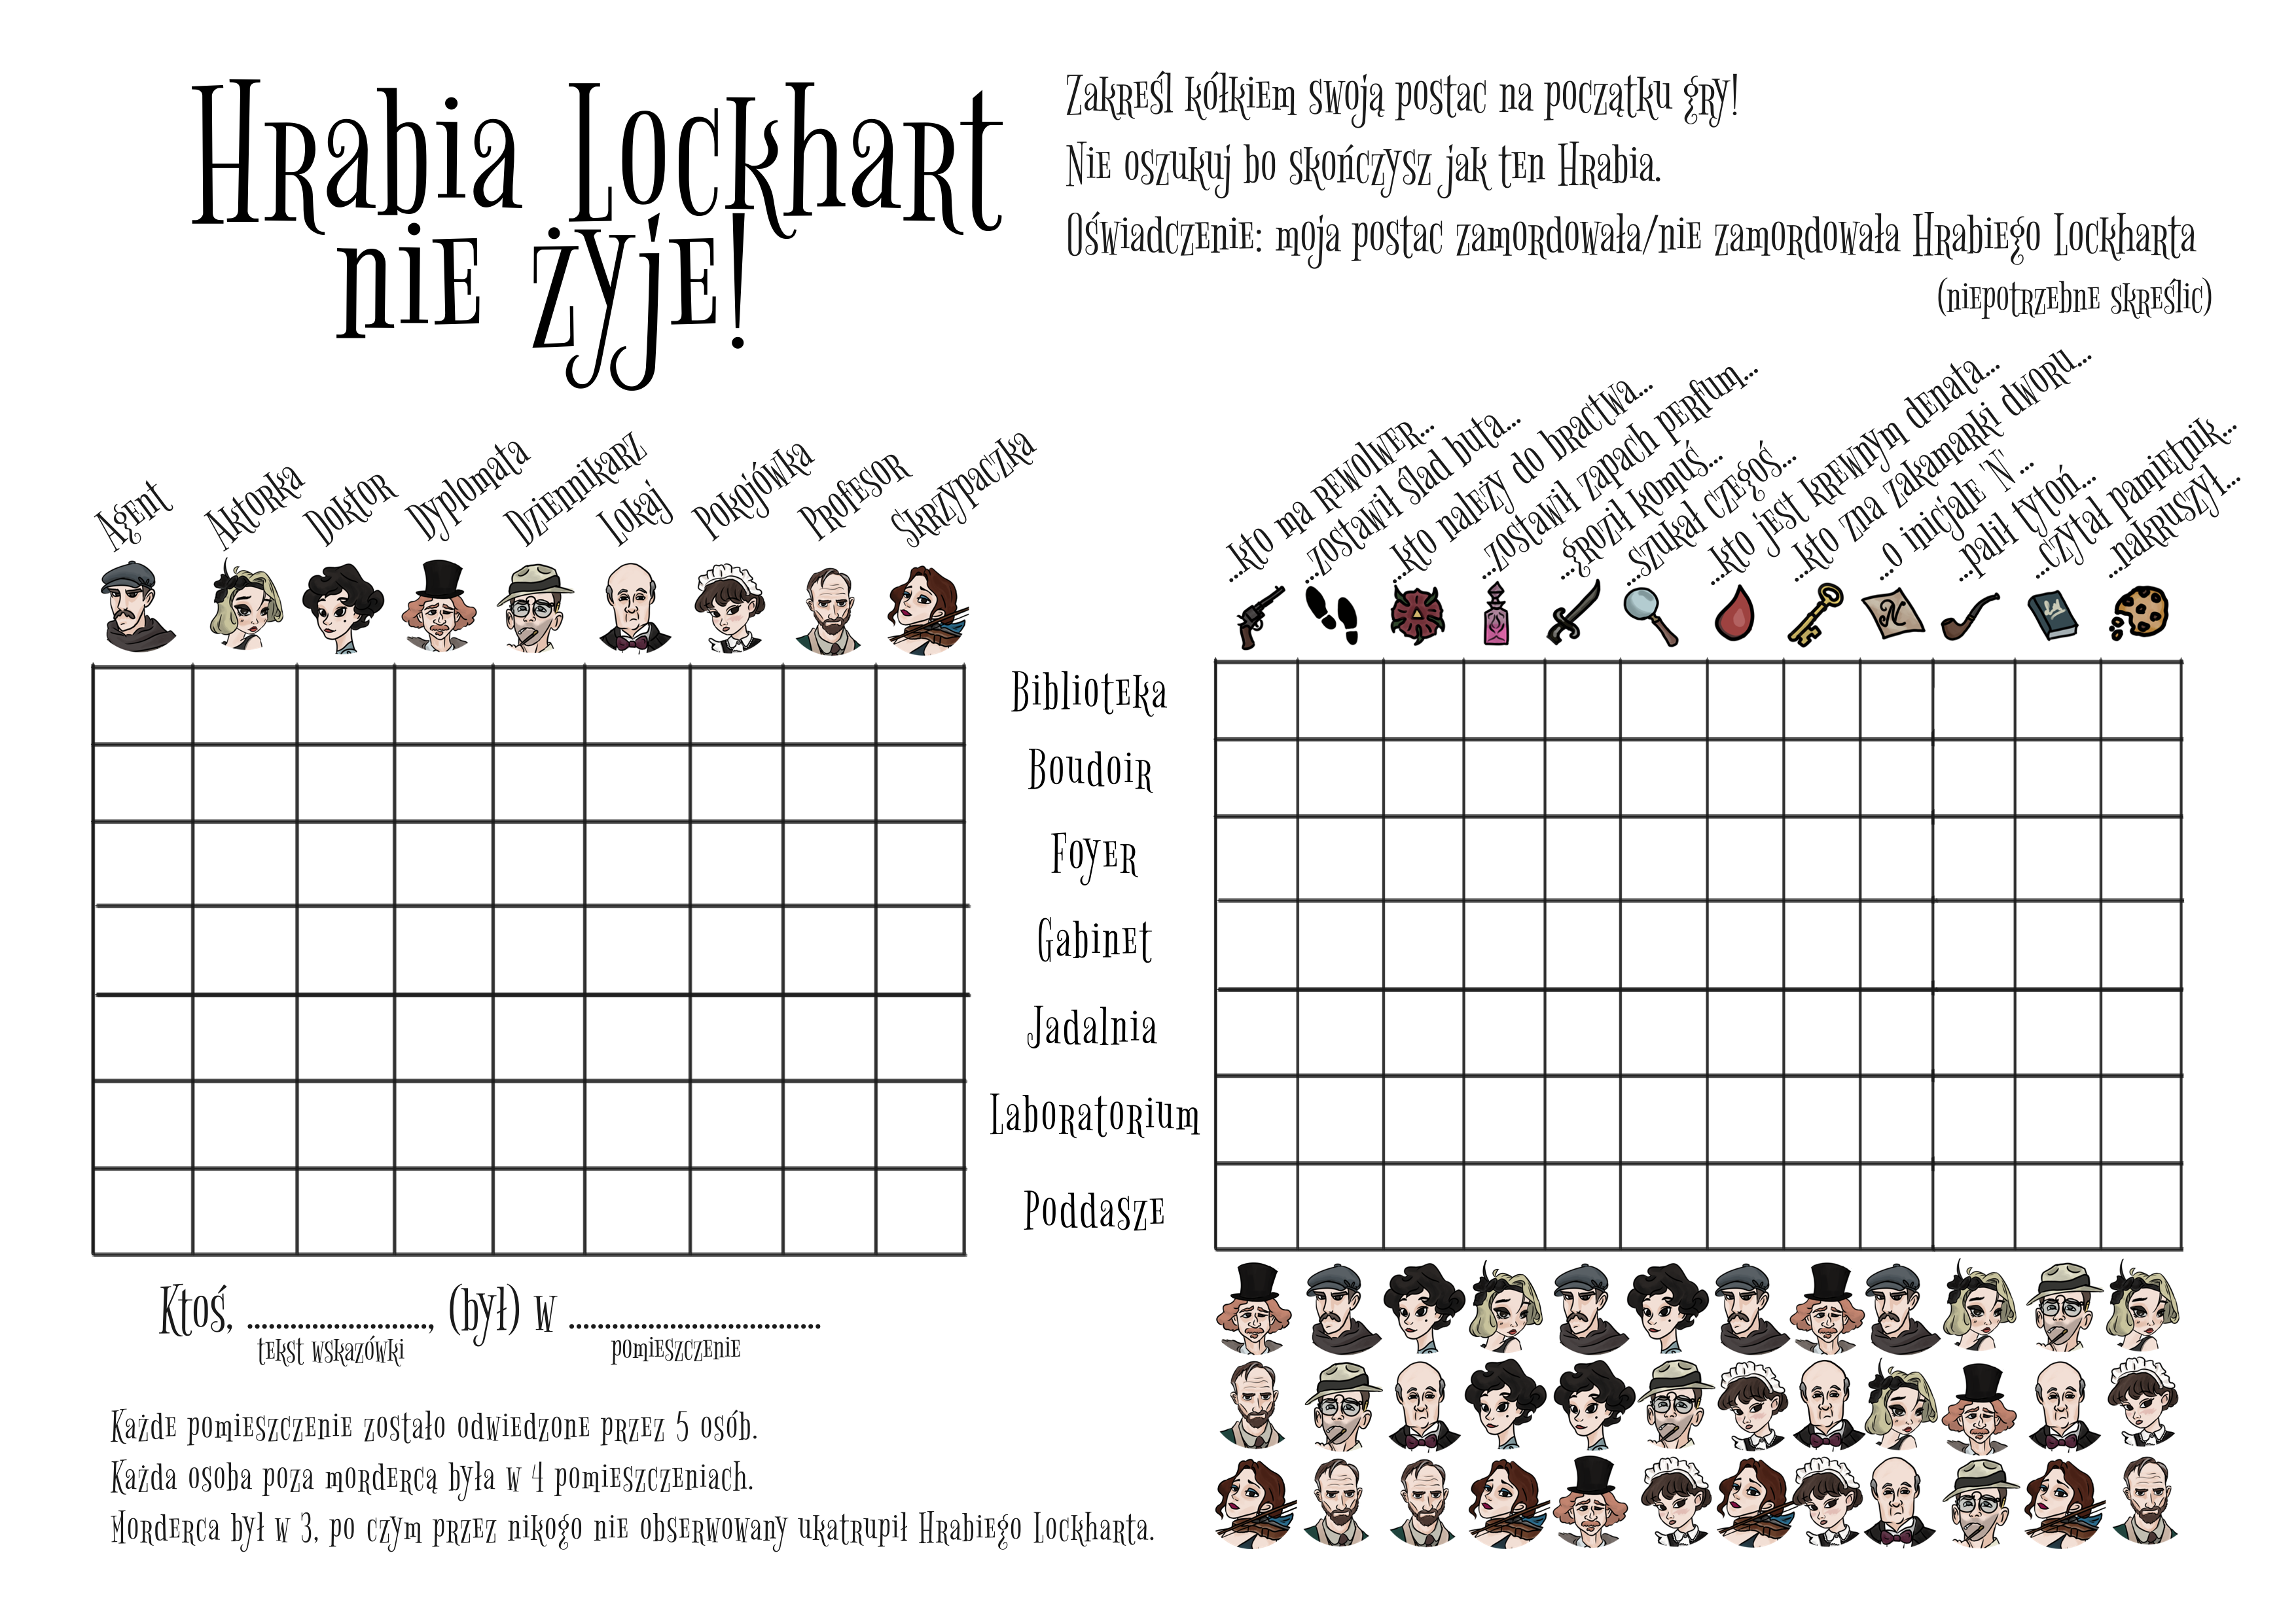 Hrabia Lockhart
nie żyje!
Zakreśl kółkiem swoją postac na początku gry!
Nie oszukuj bo skończysz jak ten Hrabia.
Oświadczenie: moja postac zamordowała/nie zamordowała Hrabiego Lockharta
(niepotrzebne skreślic)
Agent
Aktorka
Doktor
Dyplomata
Dziennikarz
Lokaj
Pokojówka
Profesor
Skrzypaczka
...kto ma rewolwer...
...zostawił ślad buta...
...kto należy do bractwa...
...zostawił zapach perfum...
...groził komuś...
...szukał czegoś...
...kto jest krewnym denata...
...kto zna zakamarki dworu...
...o inicjale 'N'...
...palił tytoń...
...czytał pamiętnik...
...nakruszył...
N
Biblioteka
Boudoir
Foyer
Gabinet
Jadalnia
Laboratorium
Poddasze
Ktoś, ........................., (był) w ...................................
tekst wskazówki
pomieszczenie
Każde pomieszczenie zostało odwiedzone przez 5 osób.
Każda osoba poza mordercą była w 4 pomieszczeniach.
Morderca był w 3, po czym przez nikogo nie obserwowany ukatrupił Hrabiego Lockharta.